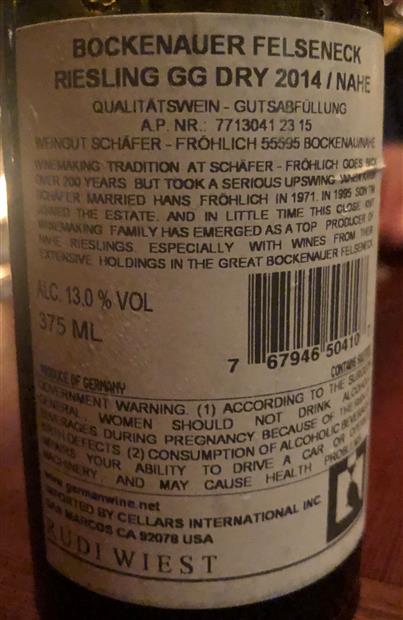 BOCKENAUER FELSENECK
RIESLING GG DRY 2014 / NAHE
QUALITÄTSWEIN - GUTSABFÜLLUNG
A.P. NR.: 7713041 23 15
WEINGUT SCHÄFER - FRÖHLICH 55595 BOCKENAU/NAHE
WINEMAKING TRADITION AT SCHÄFER - FRÖHLICH GOES BACK
OVER 200 YEARS BUT TOOK A SERIOUS UPSWING WHEN
SCHÄFER MARRIED HANS FRÖHLICH IN 1971. IN 1995 SON TIM
JOINED THE ESTATE. AND IN LITTLE TIME THIS CLOSE KNIT
WINEMAKING FAMILY HAS EMERGED AS A TOP PRODUCER OF
NAHE RIESLINGS. ESPECIALLY WITH WINES FROM THEIR
EXTENSIVE HOLDINGS IN THE GREAT BOCKENAUER FELSENECK
ALC. 13.0 % VOL
375 ML
7 67946 50410
PRODUCE OF GERMANY
CONTAINS
GOVERNMENT WARNING. (1) ACCORDING TO THE SURGEON
GENERAL, WOMEN SHOULD NOT DRINK ALCOHOLIC
BEVERAGES DURING PREGNANCY BECAUSE OF THE RISK
BIRTH DEFECTS (2) CONSUMPTION OF ALCOHOLIC BEVERAGES
IMPAIRS YOUR ABILITY TO DRIVE A CAR OR
MACHINERY, AND MAY CAUSE HEALTH PROBLEMS
www.germanwine.net
IMPORTED BY CELLARS INTERNATIONAL INC.
SAN MARCOS CA 92078 USA
RUDI WIEST